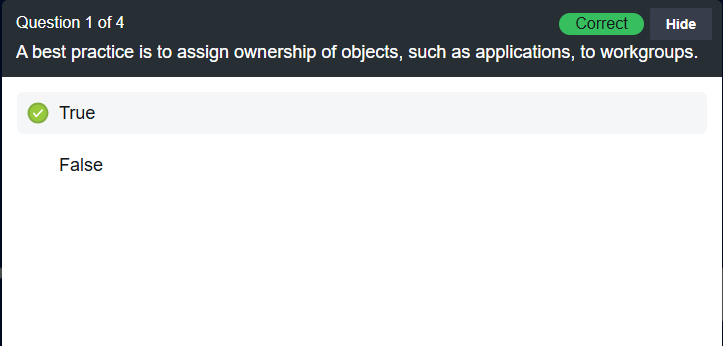 Question 1 of 4
Correct
Hide
A best practice is to assign ownership of objects, such as applications, to workgroups.
True
False